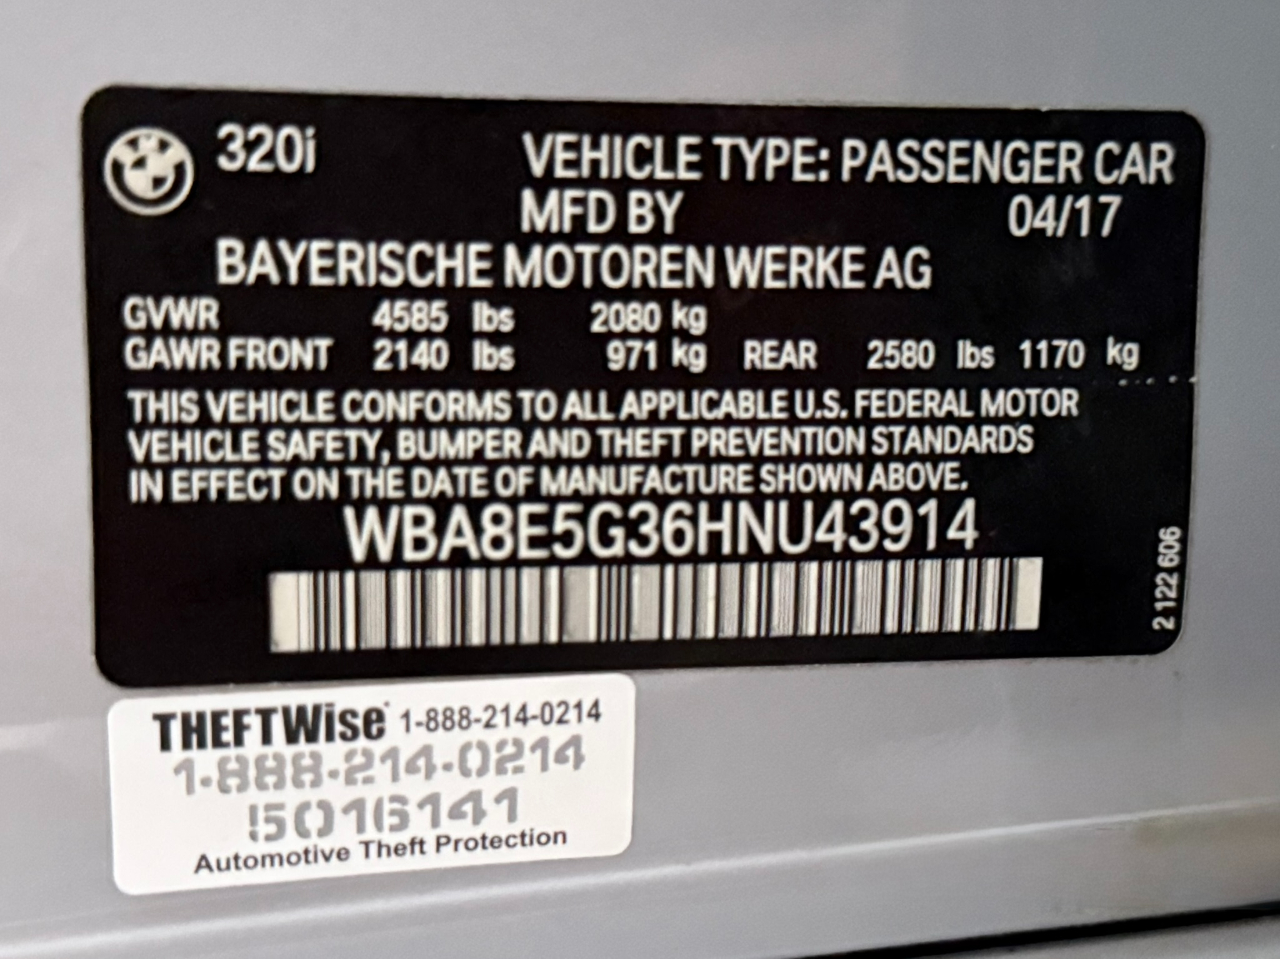 320i VEHICLE TYPE: PASSENGER CAR
MFD BY 04/17
BAYERISCHE MOTOREN WERKE AG
GVWR 4585 lbs 2080 kg
GAWR FRONT 2140 lbs 971 kg REAR 2580 lbs 1170 kg
THIS VEHICLE CONFORMS TO ALL APPLICABLE U.S. FEDERAL MOTOR
VEHICLE SAFETY, BUMPER AND THEFT PREVENTION STANDARDS
IN EFFECT ON THE DATE OF MANUFACTURE SHOWN ABOVE.
WBA8E5G36HNU43914
2 122 606
THEFTWise 1-888-214-0214
1-888-214-0214
!5016141
Automotive Theft Protection